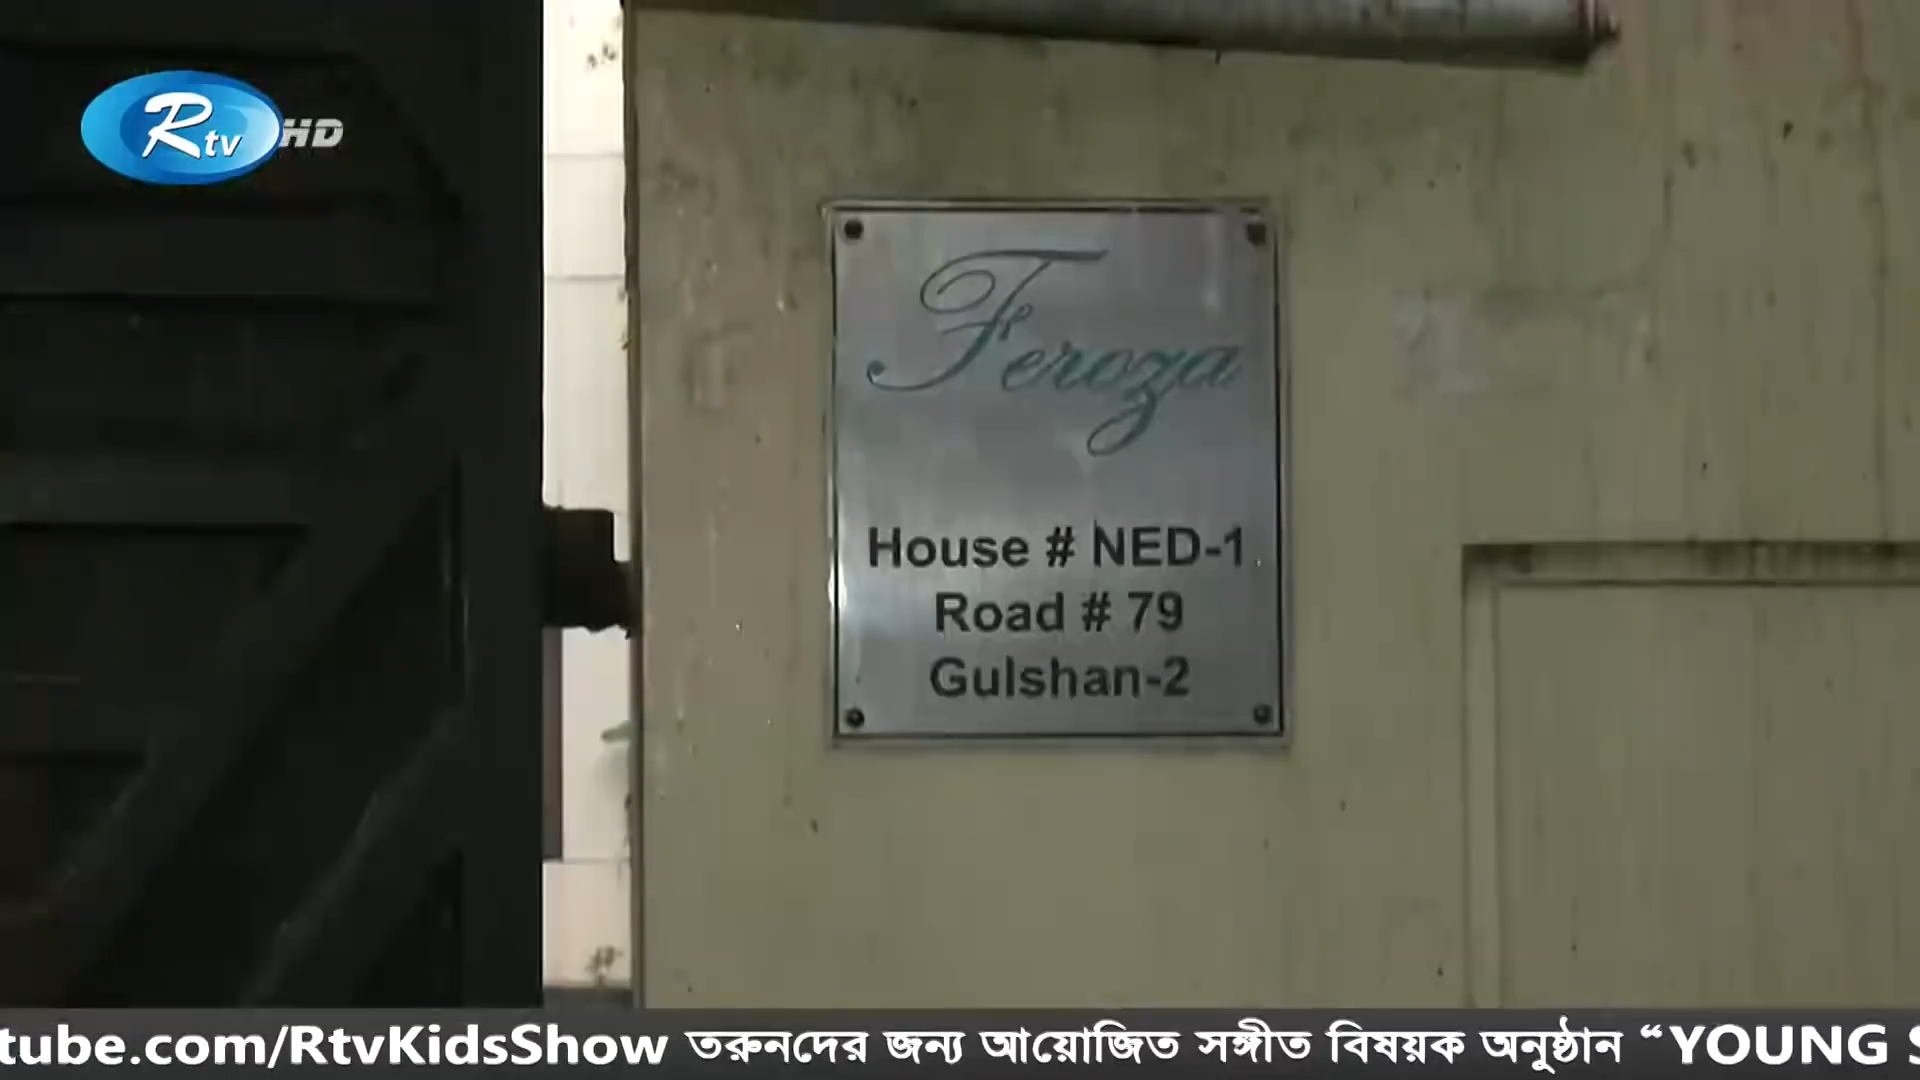 Rtv HD
Feroza
House # NED-1
Road # 79
Gulshan-2
tube.com/RtvKidsShow তরুনদের জন্য আয়োজিত সঙ্গীত বিষয়ক অনুষ্ঠান “YOUNG S